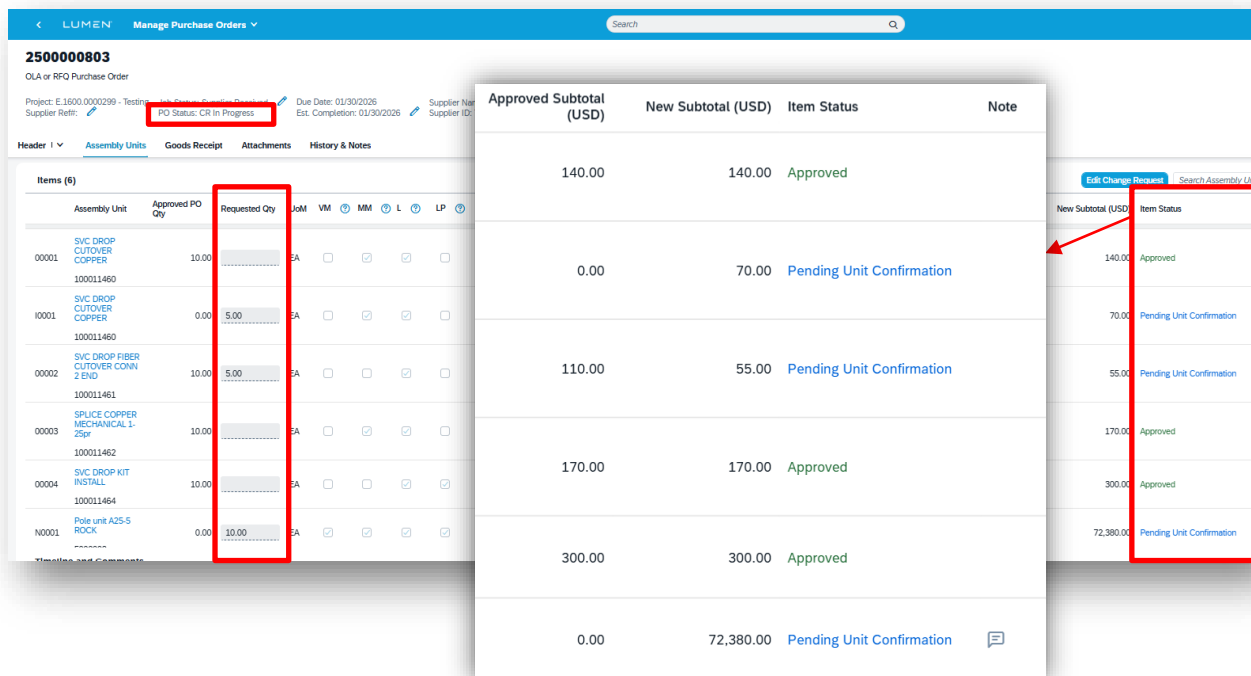 LUMEN Manage Purchase Orders
Search
2500000803
OLA or RFQ Purchase Order
Project: E.1600.0000299 - Testing
Due Date: 01/30/2026
Supplier Ref#:
PO Status: CR In Progress
Est. Completion: 01/30/2026
Supplier ID:
Header
Assembly Units
Goods Receipt
Attachments
History & Notes
Items (6)
Edit Change Request
Assembly Unit
Approved PO Qty
Requested Qty
UoM
VM
MM
L
LP
New Subtotal (USD)
Item Status
00001 SVC DROP CUTOVER COPPER 100011460 10.00 EA 140.00 Approved
I0001 SVC DROP CUTOVER COPPER 100011460 0.00 5.00 EA 70.00 Pending Unit Confirmation
00002 SVC DROP FIBER CUTOVER CONN 2 END 100011461 10.00 5.00 EA 55.00 Pending Unit Confirmation
00003 SPLICE COPPER MECHANICAL 1-25pr 100011462 10.00 EA 170.00 Approved
00004 SVC DROP KIT INSTALL 100011464 10.00 EA 300.00 Approved
N0001 Pole unit A25-5 ROCK 0.00 10.00 EA 72,380.00 Pending Unit Confirmation
Approved Subtotal (USD) New Subtotal (USD) Item Status Note
140.00 140.00 Approved
0.00 70.00 Pending Unit Confirmation
110.00 55.00 Pending Unit Confirmation
170.00 170.00 Approved
300.00 300.00 Approved
0.00 72,380.00 Pending Unit Confirmation